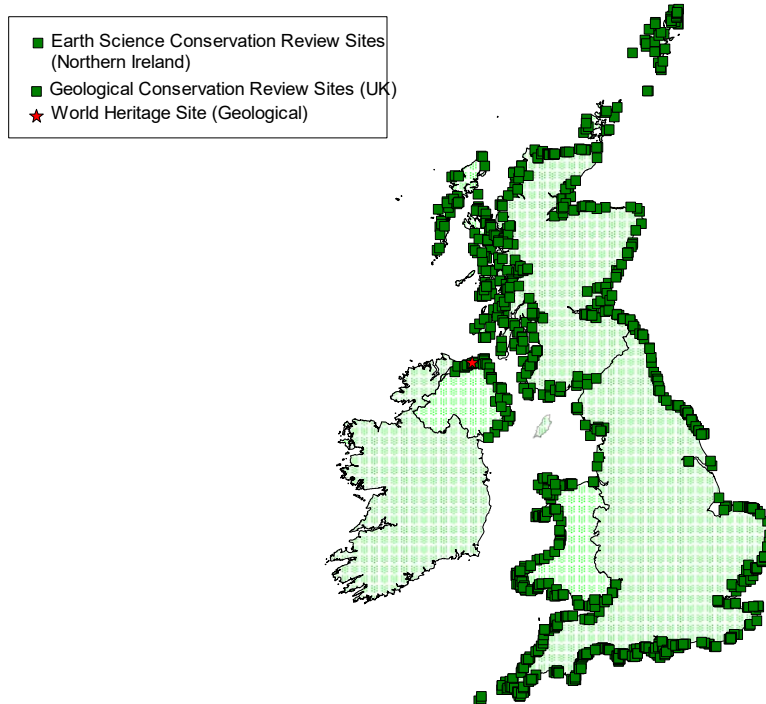 Earth Science Conservation Review Sites
(Northern Ireland)
Geological Conservation Review Sites (UK)
World Heritage Site (Geological)